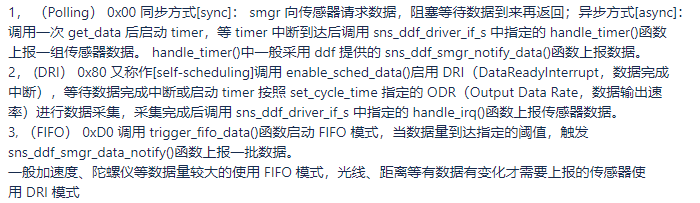 1，（Polling） 0x00 同步方式[sync]： smgr 向传感器请求数据，阻塞等待数据到来再返回；异步方式[async]：
调用一次 get_data 后启动 timer，等 timer 中断到达后调用 sns_ddf_driver_if_s 中指定的 handle_timer()函数
上报一组传感器数据。 handle_timer()中一般采用 ddf 提供的 sns_ddf_smgr_notify_data()函数上报数据。
2，（DRI） 0x80 又称作[self-scheduling]调用 enable_sched_data()启用 DRI（DataReadyInterrupt，数据完成
中断），等待数据完成中断或启动 timer 按照 set_cycle_time 指定的 ODR（Output Data Rate，数据输出速
率）进行数据采集，采集完成后调用 sns_ddf_driver_if_s 中指定的 handle_irq()函数上报传感器数据。
3，（FIFO） 0xD0 调用 trigger_fifo_data()函数启动 FIFO 模式，当数据量到达指定的阈值，触发
sns_ddf_smgr_data_notify()函数上报一批数据。
一般加速度、陀螺仪等数据量较大的使用 FIFO 模式，光线、距离等有数据有变化才需要上报的传感器使
用 DRI 模式